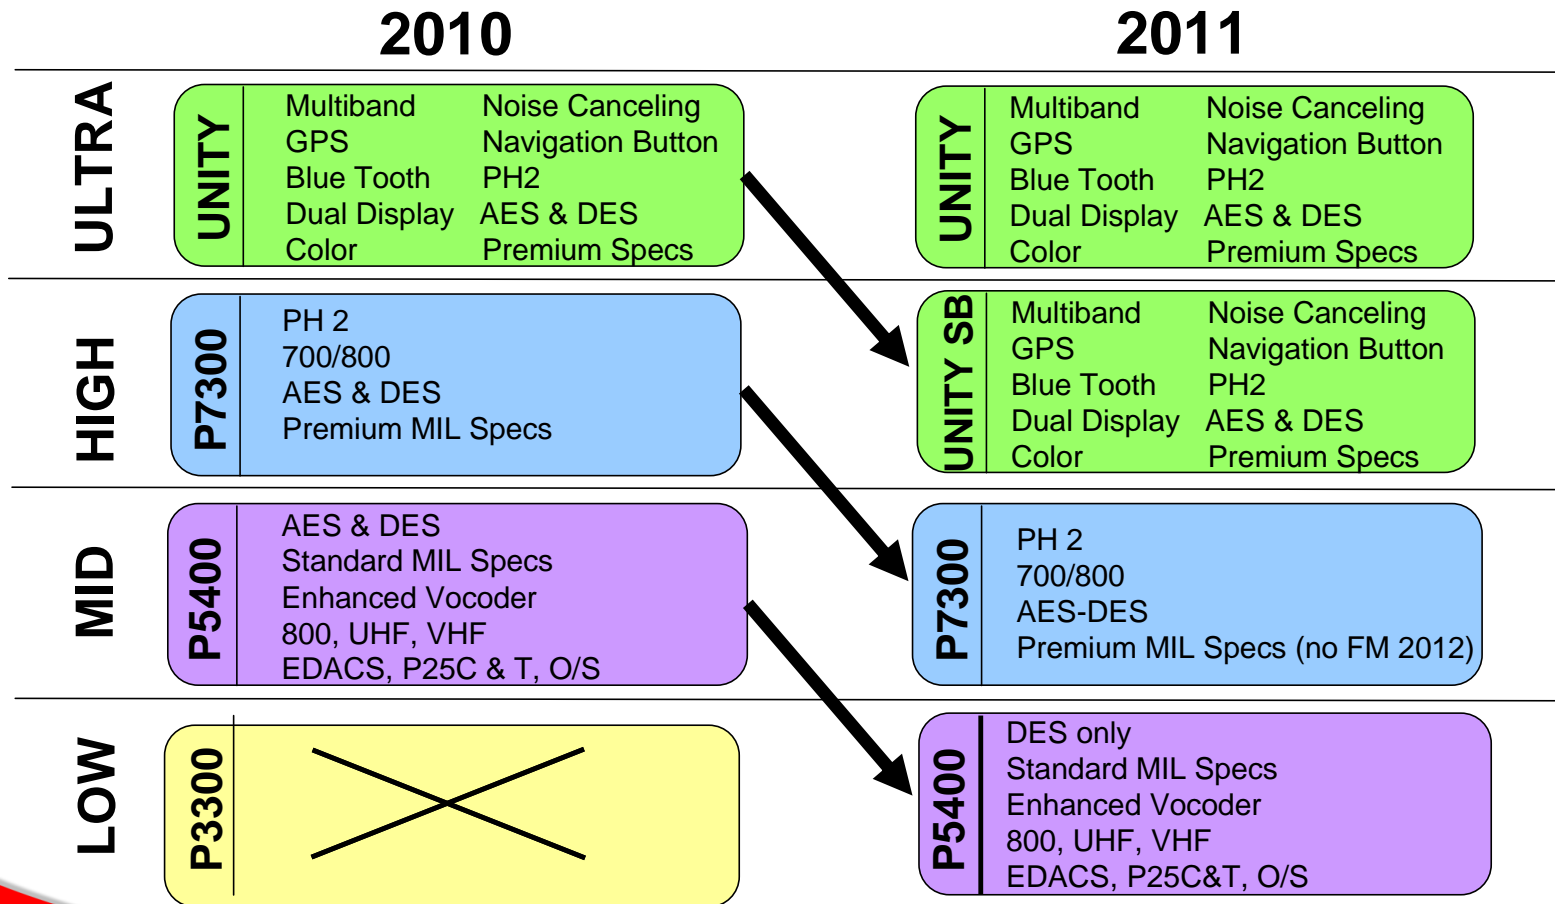 2010
2011
ULTRA
UNITY
Multiband
GPS
Blue Tooth
Dual Display
Color
Noise Canceling
Navigation Button
PH2
AES & DES
Premium Specs
UNITY
Multiband
GPS
Blue Tooth
Dual Display
Color
Noise Canceling
Navigation Button
PH2
AES & DES
Premium Specs
HIGH
P7300
PH 2
700/800
AES & DES
Premium MIL Specs
UNITY SB
Multiband
GPS
Blue Tooth
Dual Display
Color
Noise Canceling
Navigation Button
PH2
AES & DES
Premium Specs
MID
P5400
AES & DES
Standard MIL Specs
Enhanced Vocoder
800, UHF, VHF
EDACS, P25C & T, O/S
P7300
PH 2
700/800
AES-DES
Premium MIL Specs (no FM 2012)
LOW
P3300
P5400
DES only
Standard MIL Specs
Enhanced Vocoder
800, UHF, VHF
EDACS, P25C&T, O/S